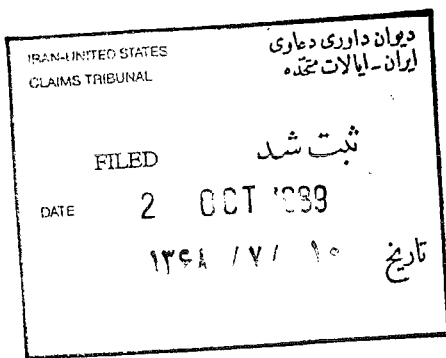 IRAN-UNITED STATES
CLAIMS TRIBUNAL
دیوان داوری دعاوی
ایران - ایالات متحده
ثبت شد
FILED
DATE 2 OCT 1989
تاریخ ۱۳۶۸ / ۷ / ۱۰